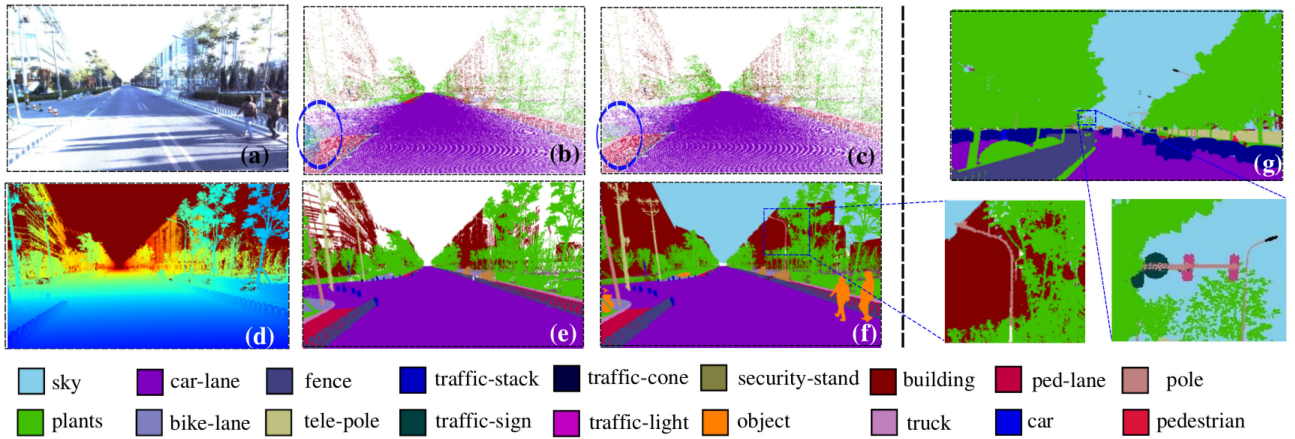 (a)
(b)
(c)
(g)
(d)
(e)
(f)
sky
car-lane
fence
traffic-stack
traffic-cone
security-stand
building
ped-lane
pole
plants
bike-lane
tele-pole
traffic-sign
traffic-light
object
truck
car
pedestrian